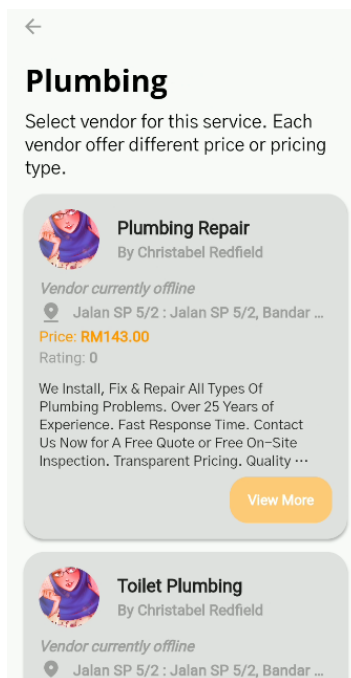 Plumbing
Select vendor for this service. Each
vendor offer different price or pricing
type.
Plumbing Repair
By Christabel Redfield
Vendor currently offline
Jalan SP 5/2 : Jalan SP 5/2, Bandar ...
Price: RM143.00
Rating: 0
We Install, Fix & Repair All Types Of
Plumbing Problems. Over 25 Years of
Experience. Fast Response Time. Contact
Us Now for A Free Quote or Free On-Site
Inspection. Transparent Pricing. Quality ...
View More
Toilet Plumbing
By Christabel Redfield
Vendor currently offline
Jalan SP 5/2 : Jalan SP 5/2, Bandar ...